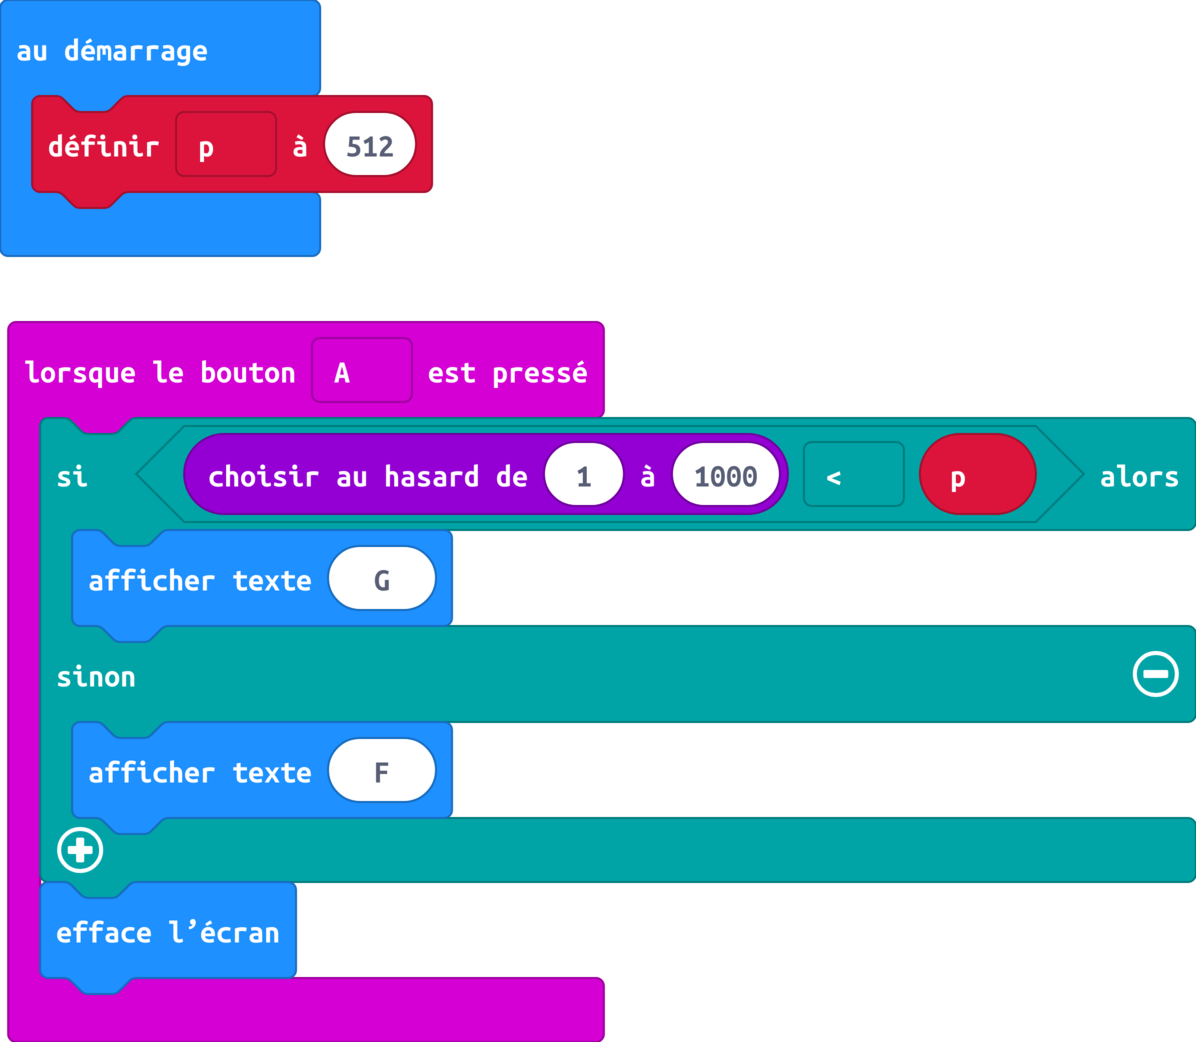 au démarrage
définir p à 512
lorsque le bouton A est pressé
si choisir au hasard de 1 à 1000 < p alors
afficher texte G
sinon
afficher texte F
efface l’écran